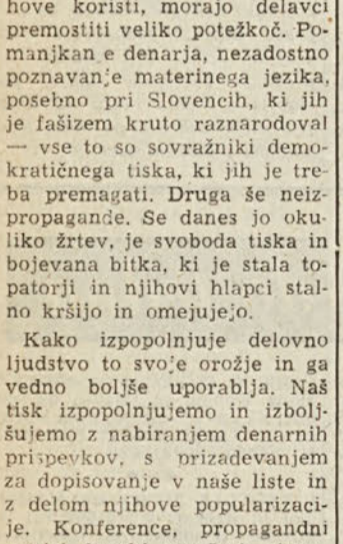 hove koristi, morajo delavci
premostiti veliko potežkoč. Po-
manjkan e denarja, nezadostno
poznavanje materinega jezika,
posebno pri Slovencih, ki jih
je fašizem kruto raznarodoval
— vse to so sovražniki demo-
kratičnega tiska, ki jih je tre-
ba premagati. Druga še neiz-
propagande. Se danes jo oku-
liko žrtev, je svoboda tiska in
bojevana bitka, ki je stala to-
patorji in njihovi hlapci stal-
no kršijo in omejujejo.
Kako izpopolnjuje delovno
ljudstvo to svoje orožje in ga
vedno boljše uporablja. Naš
tisk izpopolnjujemo in izbolj-
šujemo z nabiranjem denarnih
prispevkov, s prizadevanjem
za dopisovanje v naše liste in
z delom njihove popularizaci-
je. Konference, propagandni